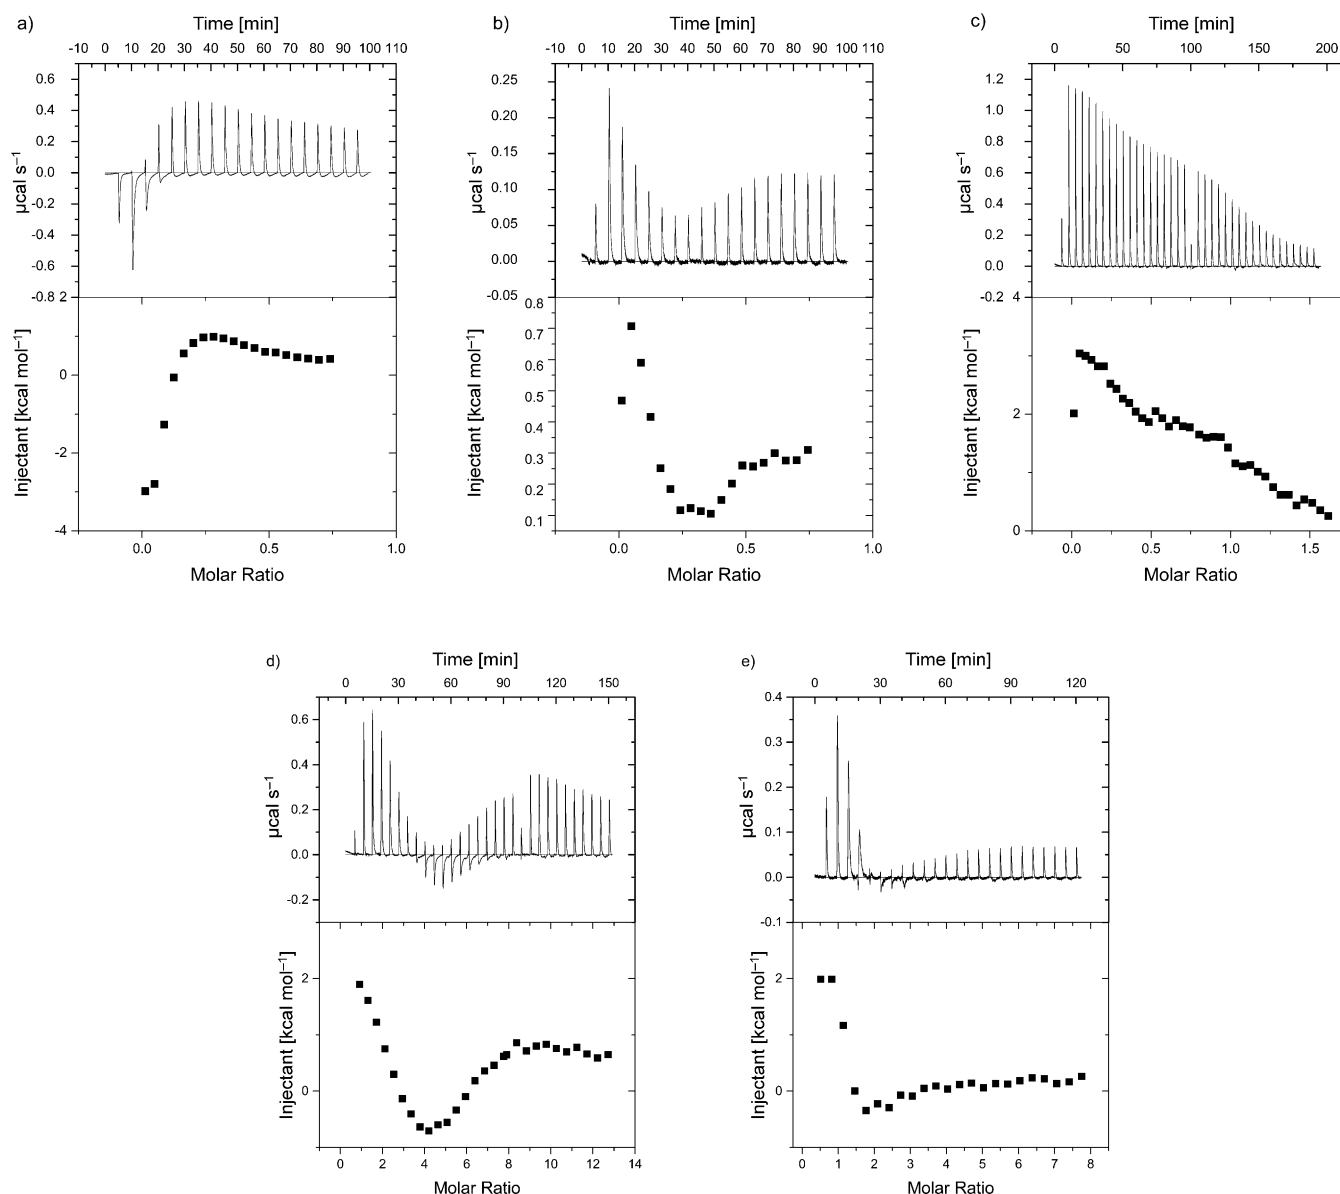 a)
Time [min]
-10 0 10 20 30 40 50 60 70 80 90 100 110
0.6
0.4
0.2
0.0
-0.2
-0.4
-0.6
-0.8
µcal s⁻¹
2
0
-2
-4
Injectant [kcal mol⁻¹]
0.0 0.5 1.0
Molar Ratio
b)
Time [min]
0 10 20 30 40 50 60 70 80 90 100 110
0.25
0.20
0.15
0.10
0.05
0.00
-0.05
µcal s⁻¹
0.8
0.7
0.6
0.5
0.4
0.3
0.2
0.1
Injectant [kcal mol⁻¹]
0.0 0.5 1.0
Molar Ratio
c)
Time [min]
0 50 100 150 200
1.2
1.0
0.8
0.6
0.4
0.2
0.0
-0.2
µcal s⁻¹
4
2
0
Injectant [kcal mol⁻¹]
0.0 0.5 1.0 1.5
Molar Ratio
d)
Time [min]
0 30 60 90 120 150
0.6
0.4
0.2
0.0
-0.2
µcal s⁻¹
2
0
Injectant [kcal mol⁻¹]
0 2 4 6 8 10 12 14
Molar Ratio
e)
Time [min]
0 30 60 90 120
0.4
0.3
0.2
0.1
0.0
-0.1
µcal s⁻¹
2
0
Injectant [kcal mol⁻¹]
0 1 2 3 4 5 6 7 8
Molar Ratio